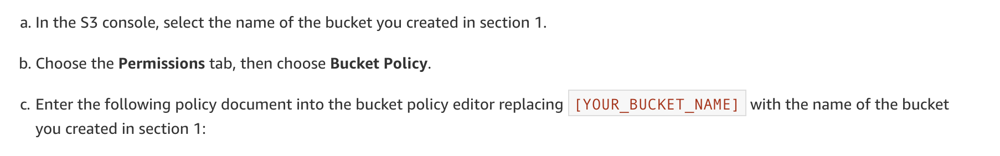 a. In the S3 console, select the name of the bucket you created in section 1.
b. Choose the Permissions tab, then choose Bucket Policy.
c. Enter the following policy document into the bucket policy editor replacing [YOUR_BUCKET_NAME] with the name of the bucket
you created in section 1: